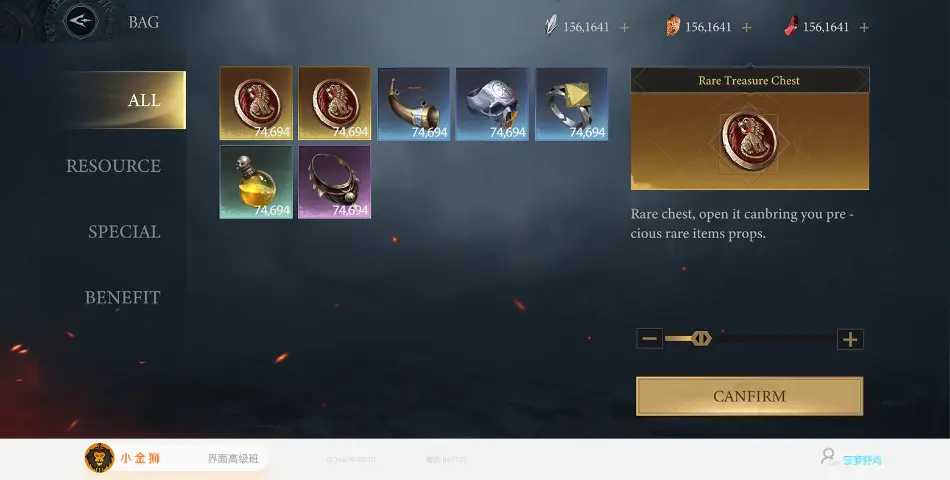 BAG
156,1641
156,1641
156,1641
ALL
RESOURCE
SPECIAL
BENEFIT
74,694
74,694
74,694
74,694
74,694
74,694
74,694
Rare Treasure Chest
Rare chest, open it canbring you pre -
cious rare items props.
CANFIRM
小金狮
界面高级班
菠萝野鸡